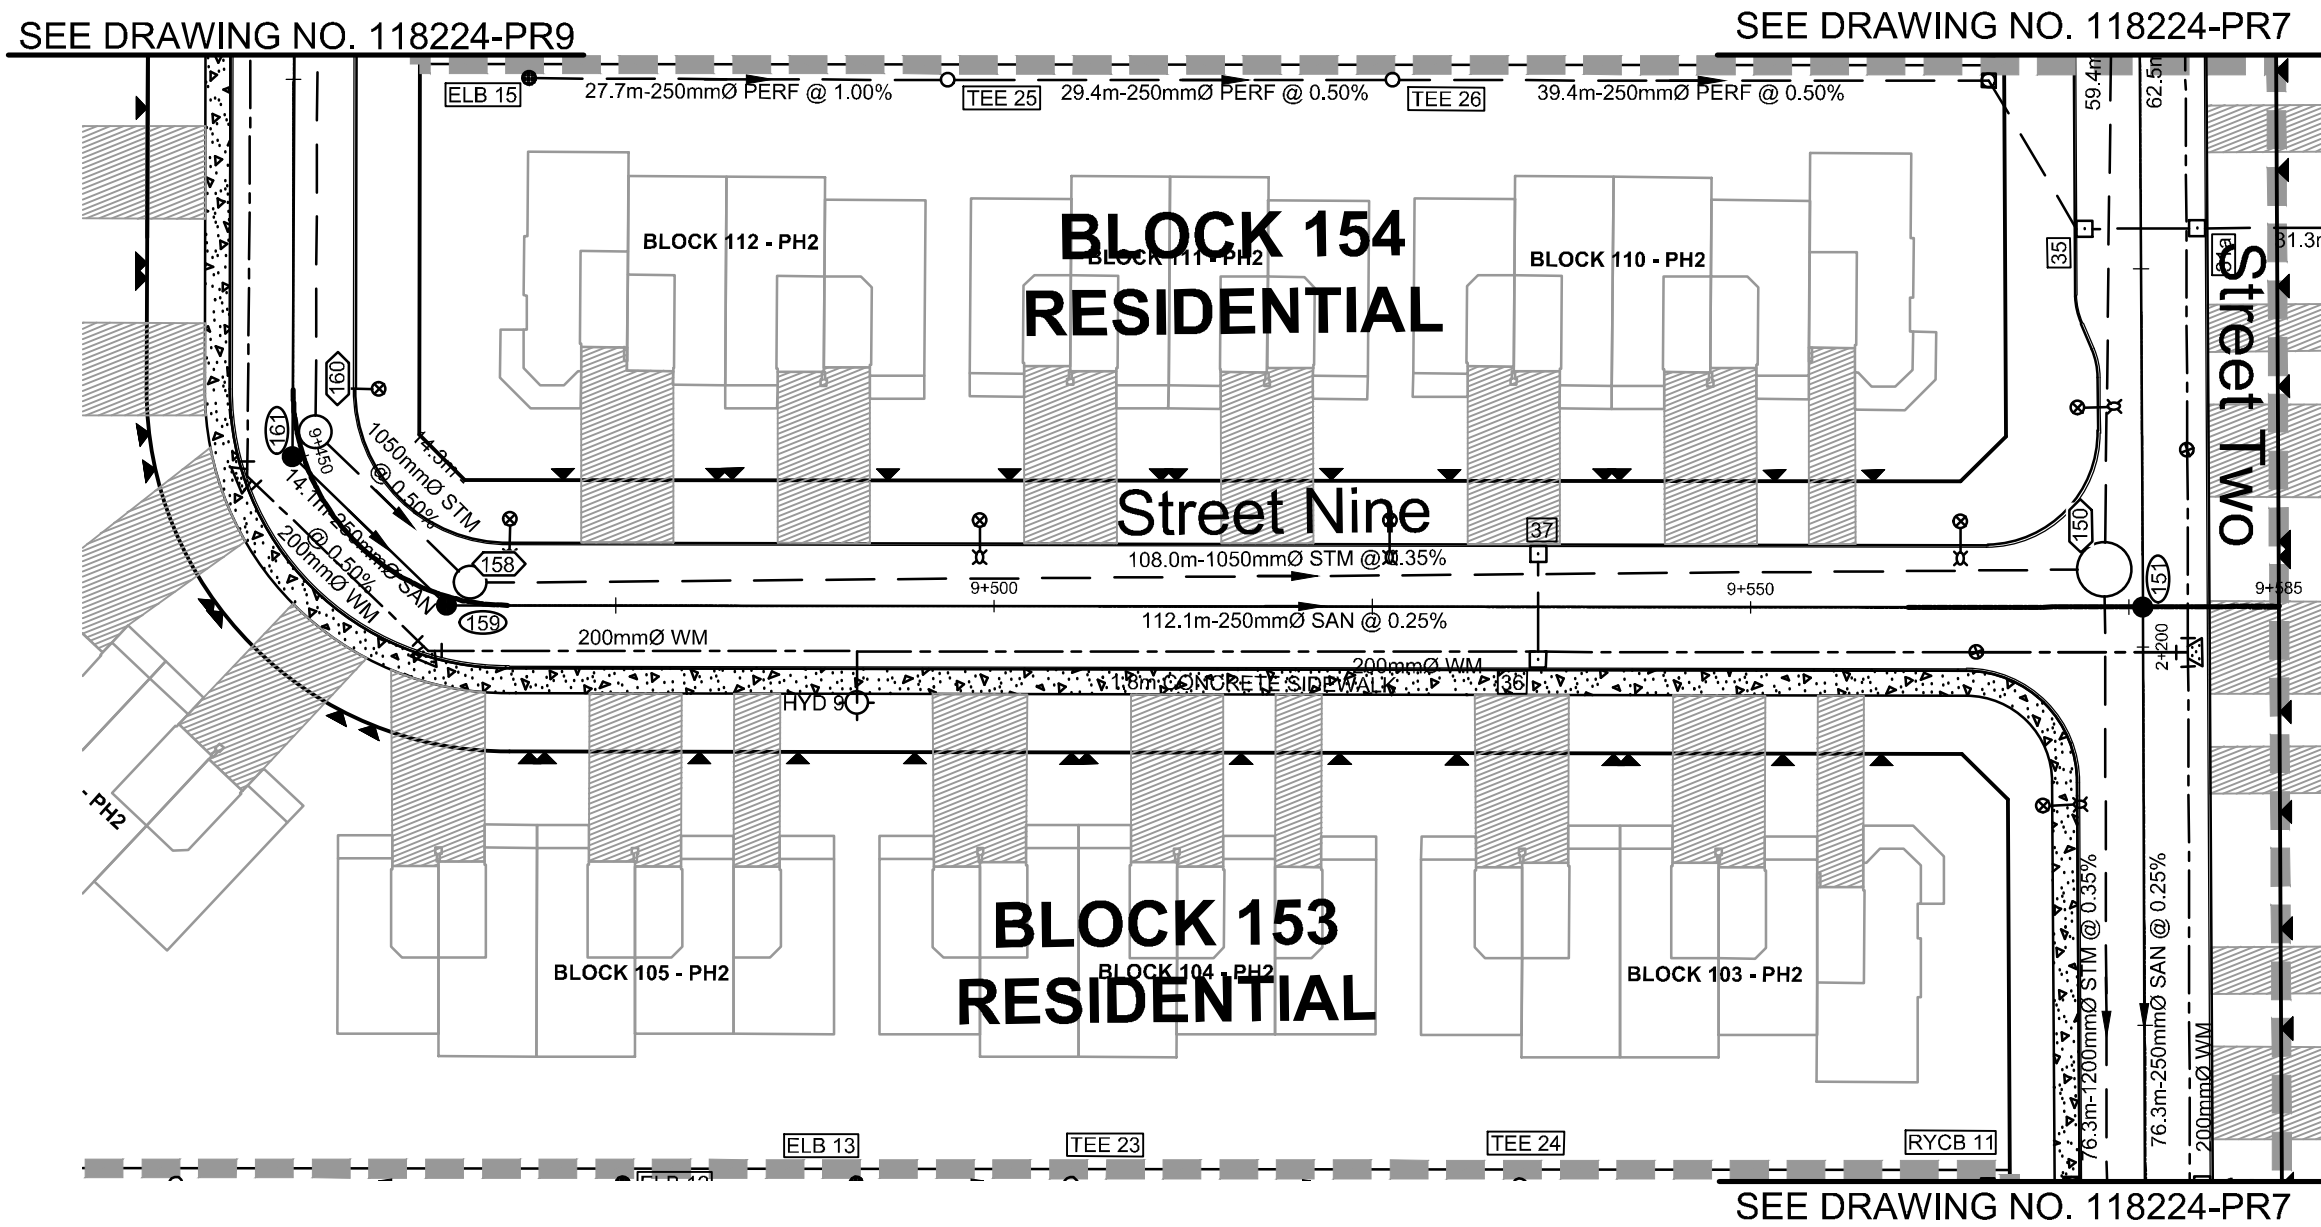 SEE DRAWING NO. 118224-PR9
SEE DRAWING NO. 118224-PR7
ELB 15
27.7m-250mmØ PERF @ 1.00%
TEE 25
29.4m-250mmØ PERF @ 0.50%
TEE 26
39.4m-250mmØ PERF @ 0.50%
59.4m
62.5m
BLOCK 112 - PH2
BLOCK 154
RESIDENTIAL
BLOCK 111 - PH2
BLOCK 110 - PH2
35
31.3m
Street Two
160
161
9+450
14.3m
1050mmØ STM
@ 0.50%
14.1m-250mmØ SAN
@ 0.50%
200mmØ WM
158
159
Street Nine
37
108.0m-1050mmØ STM @ 0.35%
9+500
9+550
150
151
9+585
112.1m-250mmØ SAN @ 0.25%
200mmØ WM
200mmØ WM
2+200
1.8m CONCRETE SIDEWALK
36
HYD 9
- PH2
BLOCK 153
RESIDENTIAL
BLOCK 105 - PH2
BLOCK 104 - PH2
BLOCK 103 - PH2
76.3m-1200mmØ STM @ 0.35%
76.3m-250mmØ SAN @ 0.25%
200mmØ WM
ELB 13
TEE 23
TEE 24
RYCB 11
ELB 12
SEE DRAWING NO. 118224-PR7